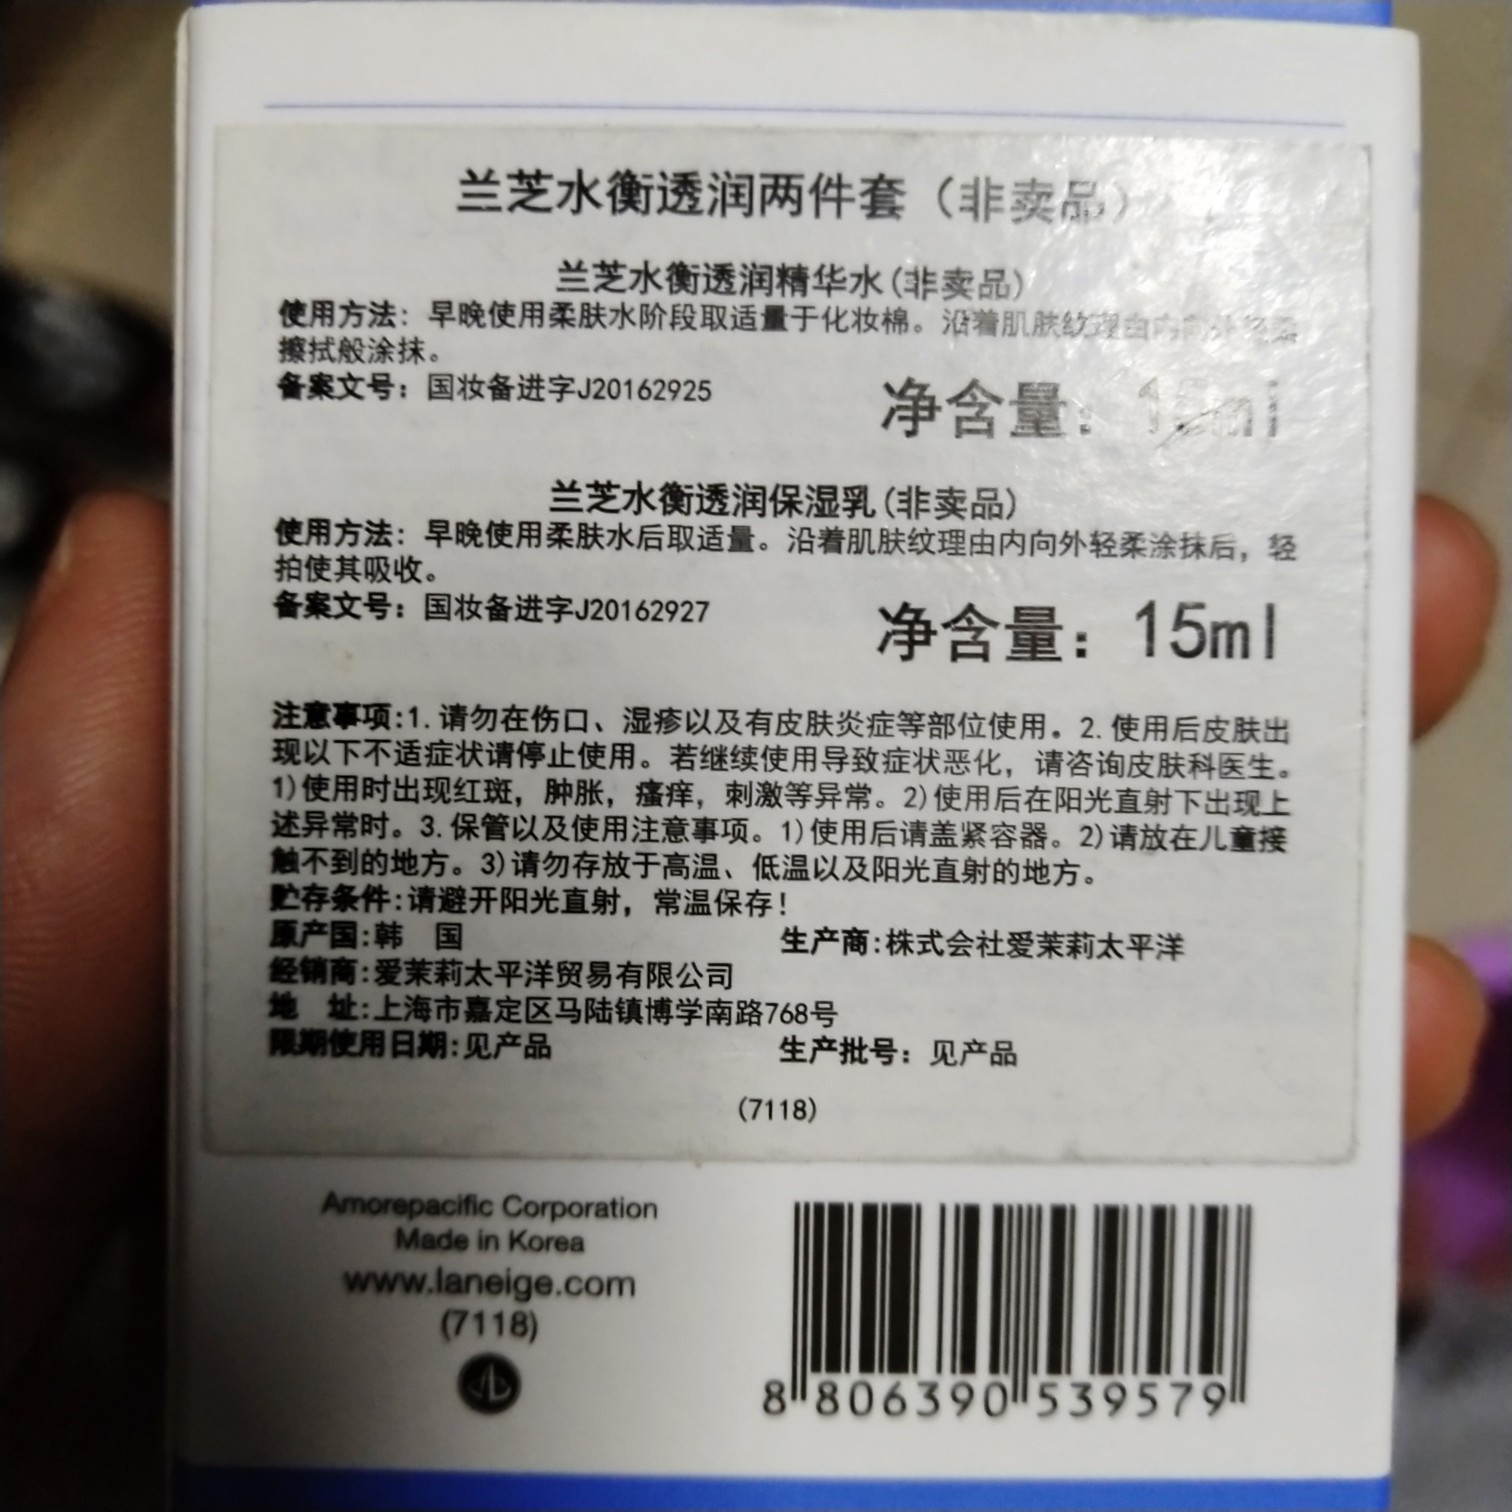 兰芝水衡透润两件套（非卖品）
兰芝水衡透润精华水(非卖品)
使用方法：早晚使用柔肤水阶段取适量于化妆棉。沿着肌肤纹理由内向外轻柔
擦拭般涂抹。
备案文号：国妆备进字J20162925
净含量：
兰芝水衡透润保湿乳(非卖品)
使用方法：早晚使用柔肤水后取适量。沿着肌肤纹理由内向外轻柔涂抹后，轻
拍使其吸收。
备案文号：国妆备进字J20162927
净含量：15ml
注意事项:1.请勿在伤口、湿疹以及有皮肤炎症等部位使用。2.使用后皮肤出
现以下不适症状请停止使用。若继续使用导致症状恶化，请咨询皮肤科医生。
1)使用时出现红斑，肿胀，瘙痒，刺激等异常。2)使用后在阳光直射下出现上
述异常时。3.保管以及使用注意事项。1)使用后请盖紧容器。2)请放在儿童接
触不到的地方。3)请勿存放于高温、低温以及阳光直射的地方。
贮存条件:请避开阳光直射，常温保存!
原产国:韩 国 生产商:株式会社爱茉莉太平洋
经销商:爱茉莉太平洋贸易有限公司
地 址:上海市嘉定区马陆镇博学南路768号
限期使用日期:见产品 生产批号：见产品
(7118)
Amorepacific Corporation
Made in Korea
www.laneige.com
(7118)
8 806390 539579